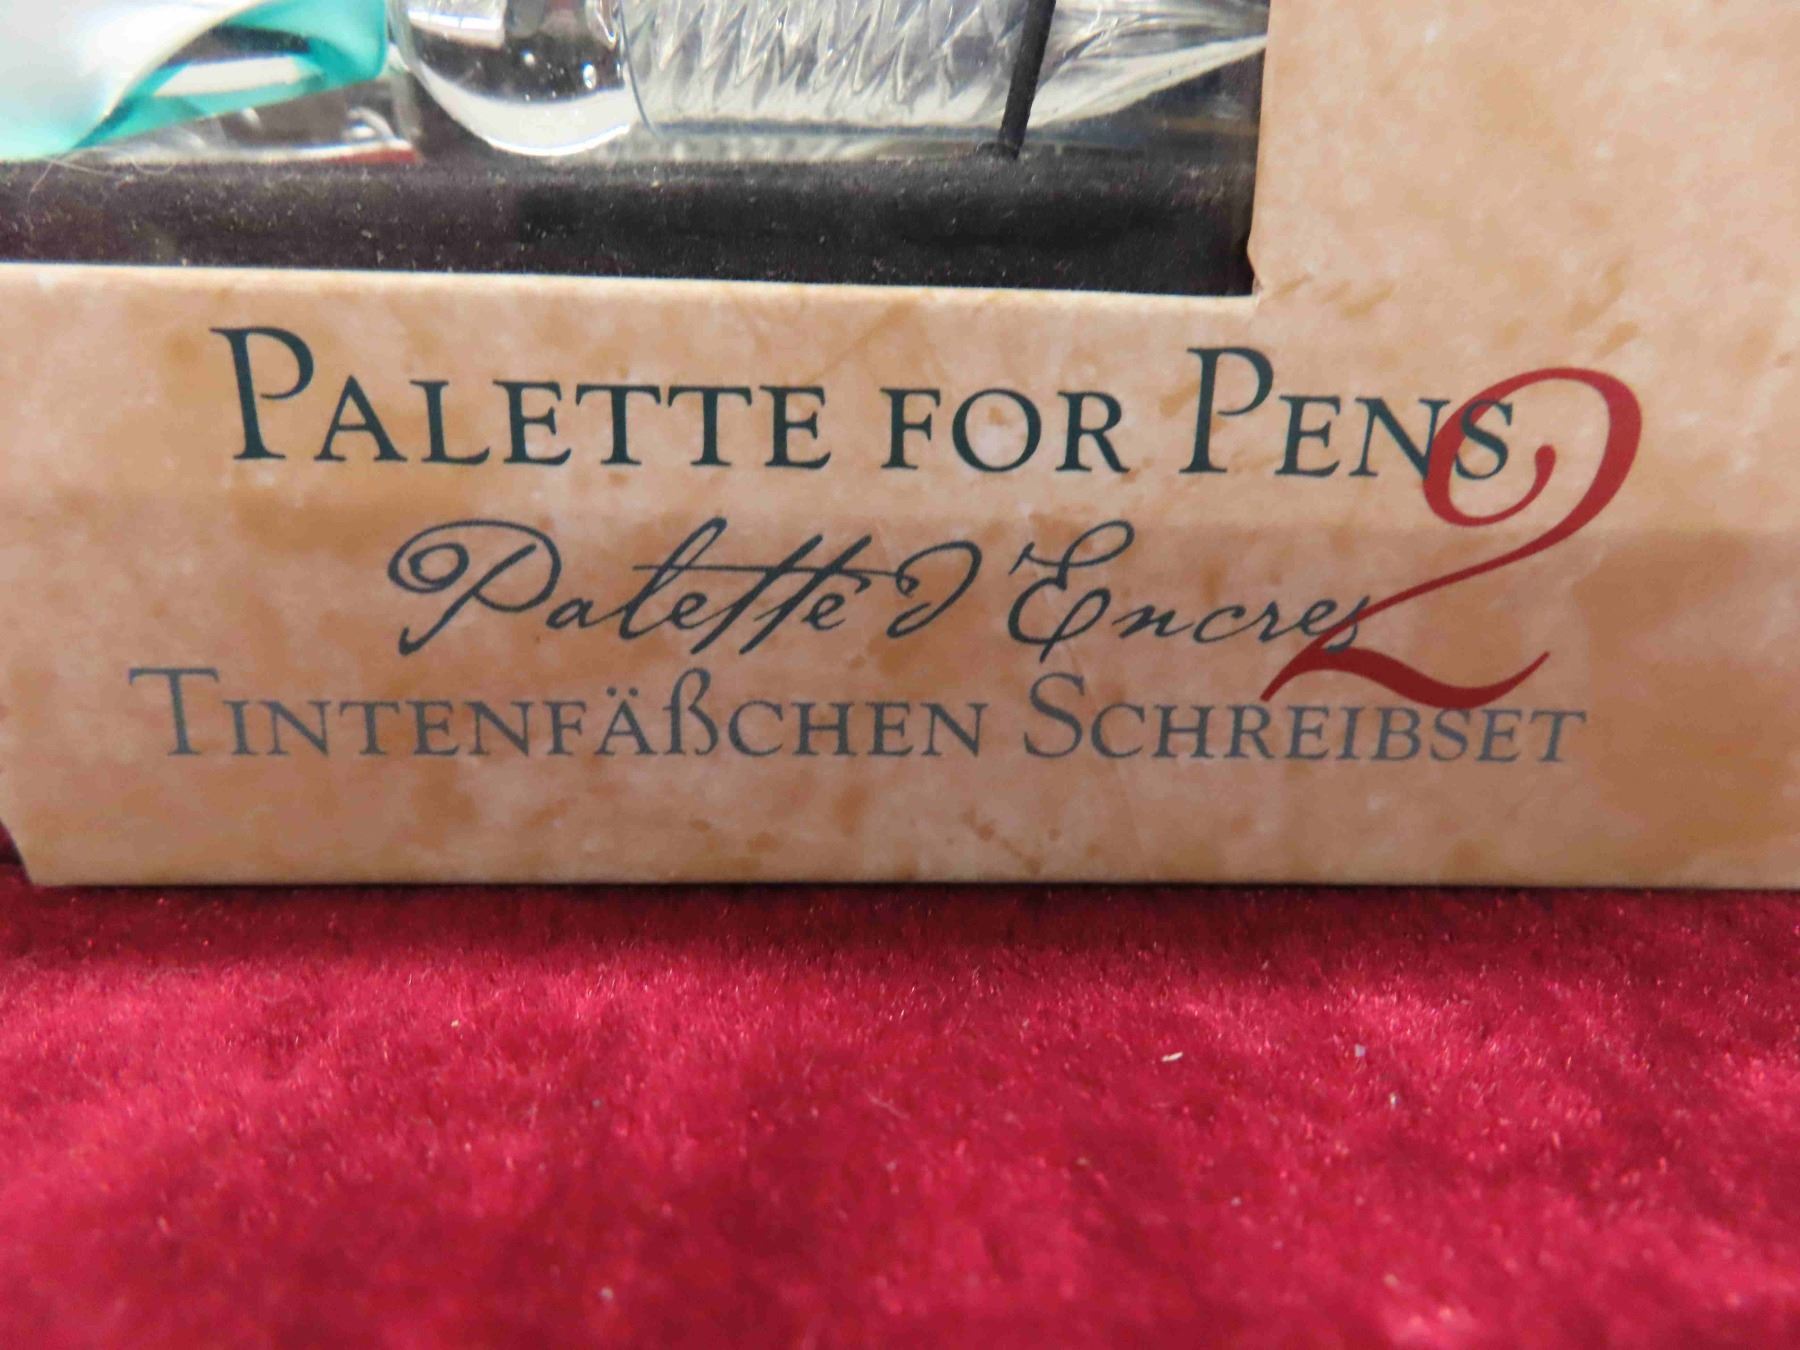 PALETTE FOR PENS 2
Palette d'Encres
TINTENFÄßCHEN SCHREIBSET